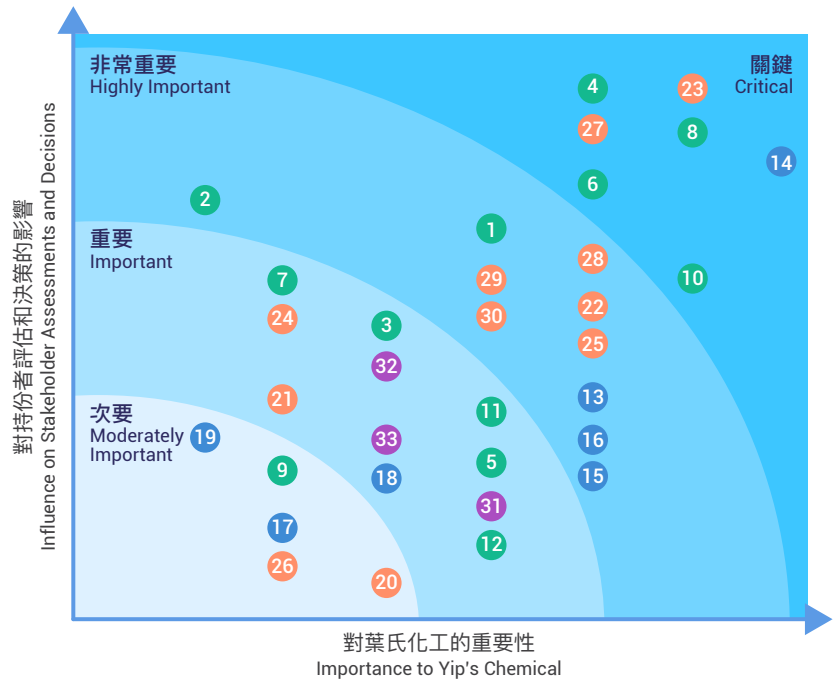 非常重要
Highly Important
關鍵
Critical
4
23
27
8
14
6
2
重要
Important
1
28
10
7
29
24
30
22
3
25
32
21
13
次要
Moderately
Important
19
11
33
16
9
18
5
15
31
17
12
26
20
對持份者評估和決策的影響
Influence on Stakeholder Assessments and Decisions
對葉氏化工的重要性
Importance to Yip's Chemical